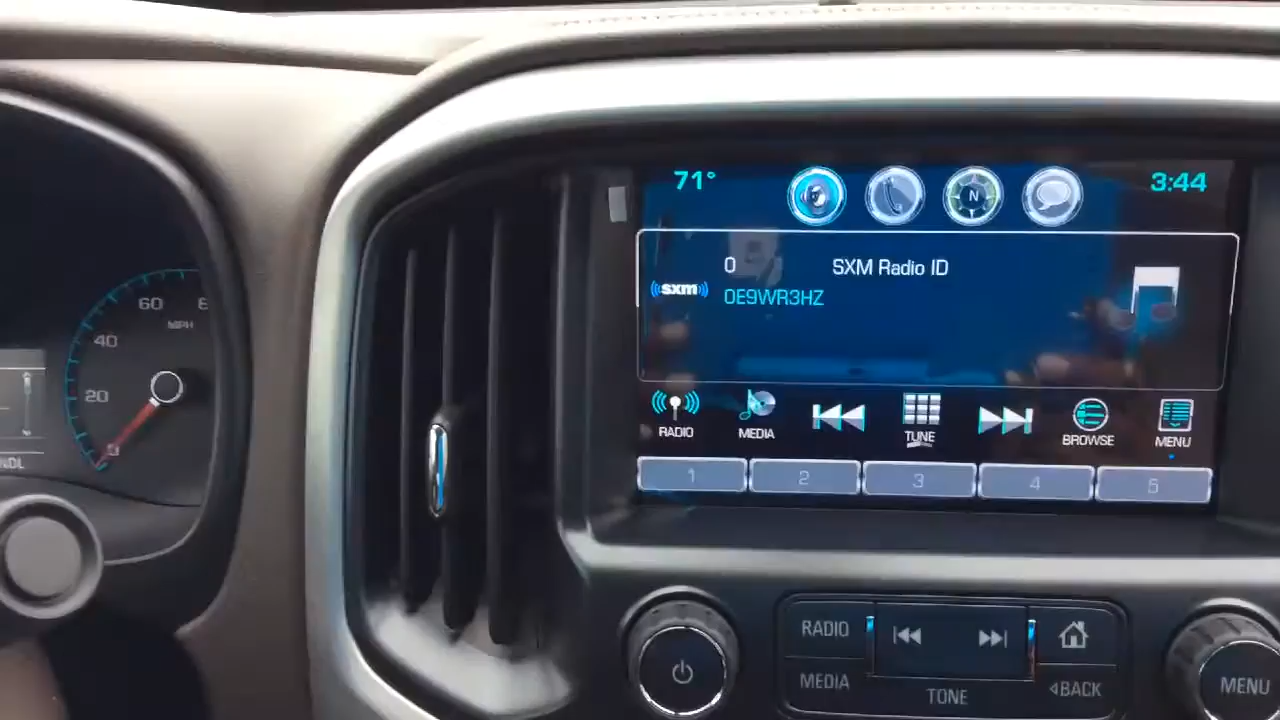 71° 3:44
N
0 SXM Radio ID
((sxm)) 0E9WR3HZ
RADIO MEDIA TUNE BROWSE MENU
1 2 3 4 5
60
MPH
40
20
0
RADIO
MEDIA
TONE
BACK
MENU